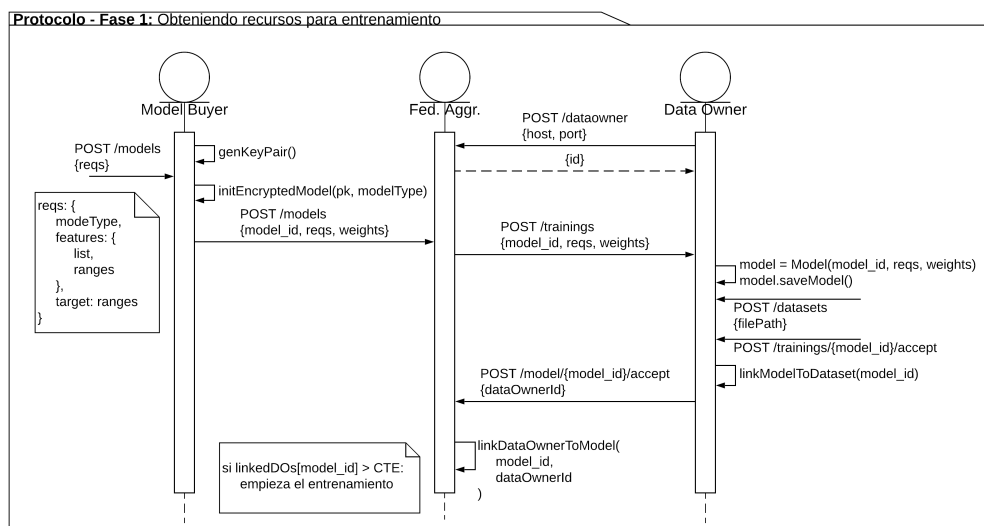 Protocolo - Fase 1: Obteniendo recursos para entrenamiento
Model Buyer
Fed. Aggr.
Data Owner
POST /dataowner
{host, port}
{id}
POST /models
{reqs}
genKeyPair()
initEncryptedModel(pk, modelType)
reqs: {
modeType,
features: {
list,
ranges
},
target: ranges
}
POST /models
{model_id, reqs, weights}
POST /trainings
{model_id, reqs, weights}
model = Model(model_id, reqs, weights)
model.saveModel()
POST /datasets
{filePath}
POST /trainings/{model_id}/accept
linkModelToDataset(model_id)
POST /model/{model_id}/accept
{dataOwnerId}
linkDataOwnerToModel(
model_id,
dataOwnerId
)
si linkedDOs[model_id] > CTE:
empieza el entrenamiento